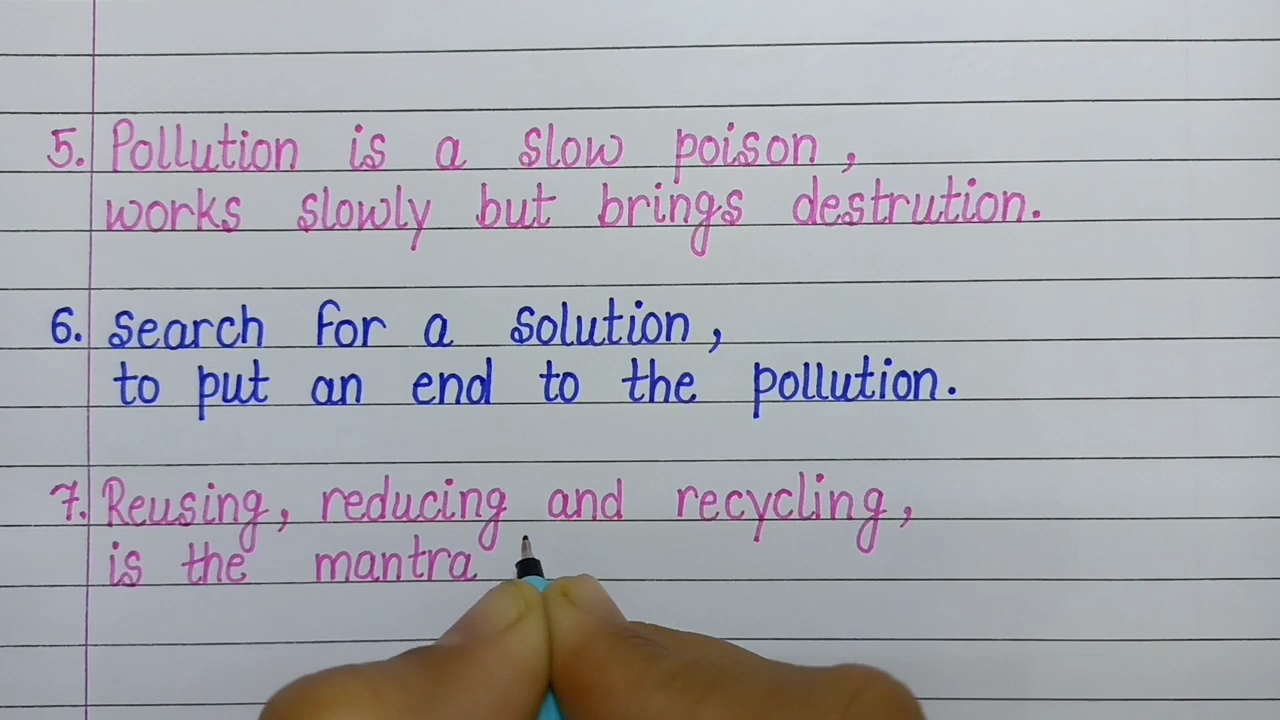 5. Pollution is a slow poison,
works slowly but brings destrution.
6. Search for a solution,
to put an end to the pollution.
7. Reusing, reducing and recycling,
is the mantra